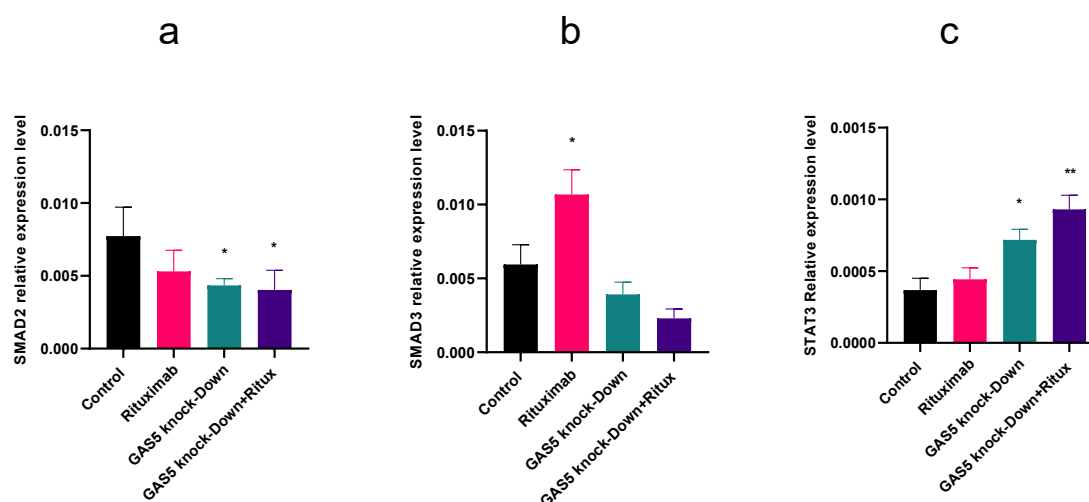 a
b
c
SMAD2 relative expression level
0.015
0.010
0.005
0.000
*
*
Control
Rituximab
GAS5 knock-Down
GAS5 knock-Down+Ritux
SMAD3 relative expression level
0.015
0.010
0.005
0.000
*
Control
Rituximab
GAS5 knock-Down
GAS5 knock-Down+Ritux
STAT3 Relative expression level
0.0015
0.0010
0.0005
0.0000
*
**
Control
Rituximab
GAS5 knock-Down
GAS5 knock-Down+Ritux